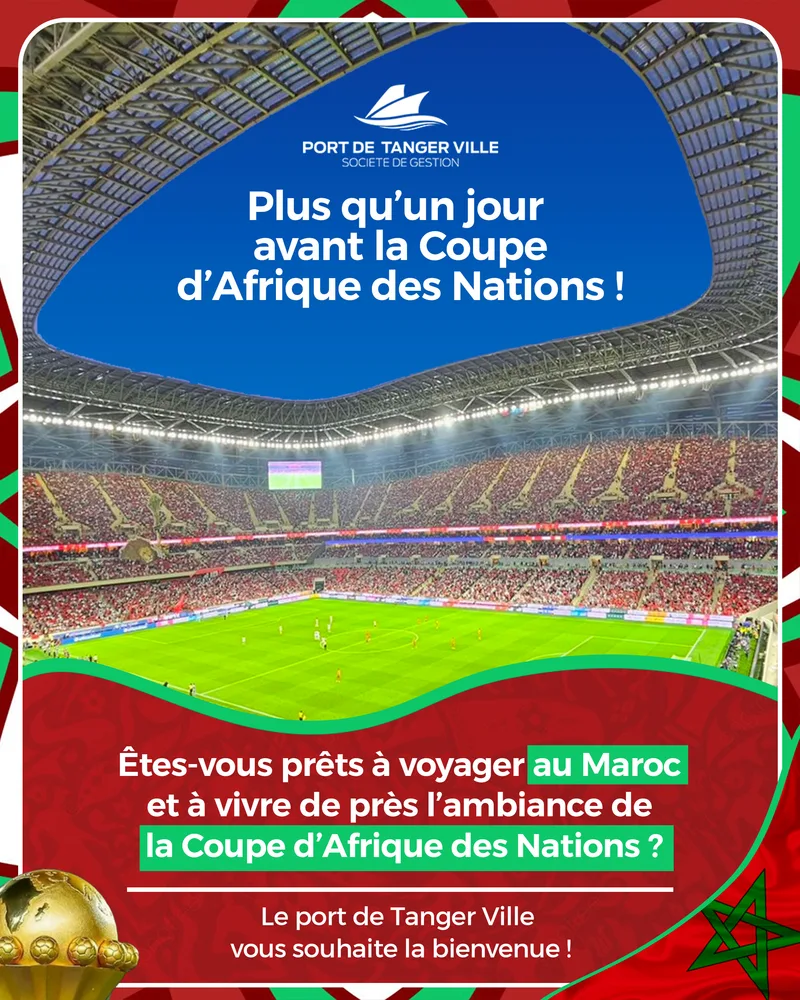 PORT DE TANGER VILLE
SOCIETE DE GESTION
Plus qu'un jour
avant la Coupe
d'Afrique des Nations !
Êtes-vous prêts à voyager au Maroc
et à vivre de près l'ambiance de
la Coupe d'Afrique des Nations ?
Le port de Tanger Ville
vous souhaite la bienvenue !